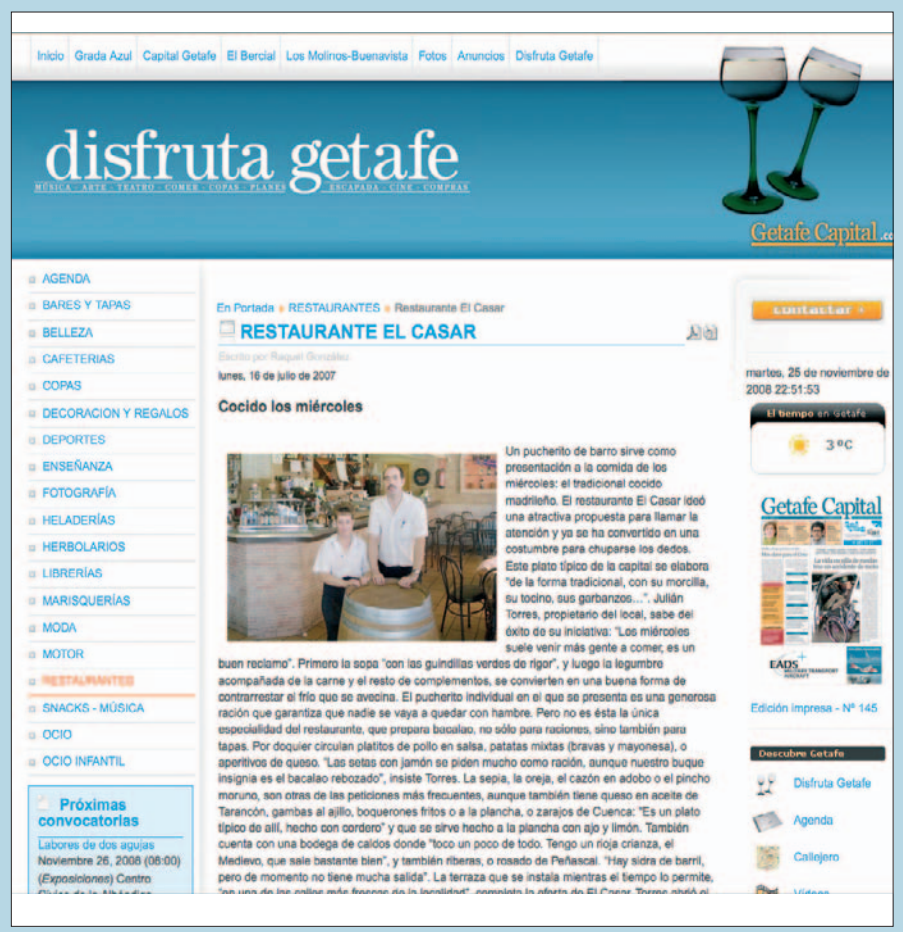 Inicio Grada Azul Capital Getafe El Bercial Los Molinos-Buenavista Fotos Anuncios Disfruta Getafe
disfruta getafe
MÚSICA - ARTE - TEATRO - COMER - COPAS - PLANES ESCAPADA - CINE - COMPRAS
Getafe Capital
AGENDA
BARES Y TAPAS
BELLEZA
CAFETERIAS
COPAS
DECORACION Y REGALOS
DEPORTES
ENSEÑANZA
FOTOGRAFÍA
HELADERÍAS
HERBOLARIOS
LIBRERÍAS
MARISQUERÍAS
MODA
MOTOR
RESTAURANTES
SNACKS - MÚSICA
OCIO
OCIO INFANTIL
Próximas
convocatorias
Labores de dos agujas
Noviembre 26, 2008 (08:00)
(Exposiciones) Centro
En Portada RESTAURANTES Restaurante El Casar
RESTAURANTE EL CASAR
Escrito por Raquel González
lunes, 16 de julio de 2007
Cocido los miércoles
Un pucherito de barro sirve como
presentación a la comida de los
miércoles: el tradicional cocido
madrileño. El restaurante El Casar ideó
una atractiva propuesta para llamar la
atención y ya se ha convertido en una
costumbre para chuparse los dedos.
Este plato típico de la capital se elabora
"de la forma tradicional, con su morcilla,
su tocino, sus garbanzos...". Julián
Torres, propietario del local, sabe del
éxito de su iniciativa: "Los miércoles
suele venir más gente a comer, es un
buen reclamo". Primero la sopa "con las guindillas verdes de rigor", y luego la legumbre
acompañada de la carne y el resto de complementos, se convierten en una buena forma de
contrarrestar el frío que se avecina. El pucherito individual en el que se presenta es una generosa
ración que garantiza que nadie se vaya a quedar con hambre. Pero no es ésta la única
especialidad del restaurante, que prepara bacalao, no sólo para raciones, sino también para
tapas. Por doquier circulan platitos de pollo en salsa, patatas mixtas (bravas y mayonesa), o
aperitivos de queso. "Las setas con jamón se piden mucho como ración, aunque nuestro buque
insignia es el bacalao rebozado", insiste Torres. La sepia, la oreja, el cazón en adobo o el pincho
moruno, son otras de las peticiones más frecuentes, aunque también tiene queso en aceite de
Tarancón, gambas al ajillo, boquerones fritos o a la plancha, o zarajos de Cuenca: "Es un plato
típico de allí, hecho con cordero" y que se sirve hecho a la plancha con ajo y limón. También
cuenta con una bodega de caldos donde "toco un poco de todo. Tengo un rioja crianza, el
Medievo, que sale bastante bien", y también riberas, o rosado de Peñascal. "Hay sidra de barril,
pero de momento no tiene mucha salida". La terraza que se instala mientras el tiempo lo permite,
"en una de las calles más frescas de la localidad", completa la oferta de El Casar. Torres abrió el
contactar
martes, 25 de noviembre de
2008 22:51:53
El tiempo en Getafe
3ºC
Getafe Capital
EADS
Edición impresa - Nº 145
Descubre Getafe
Disfruta Getafe
Agenda
Callejero
Vídeos